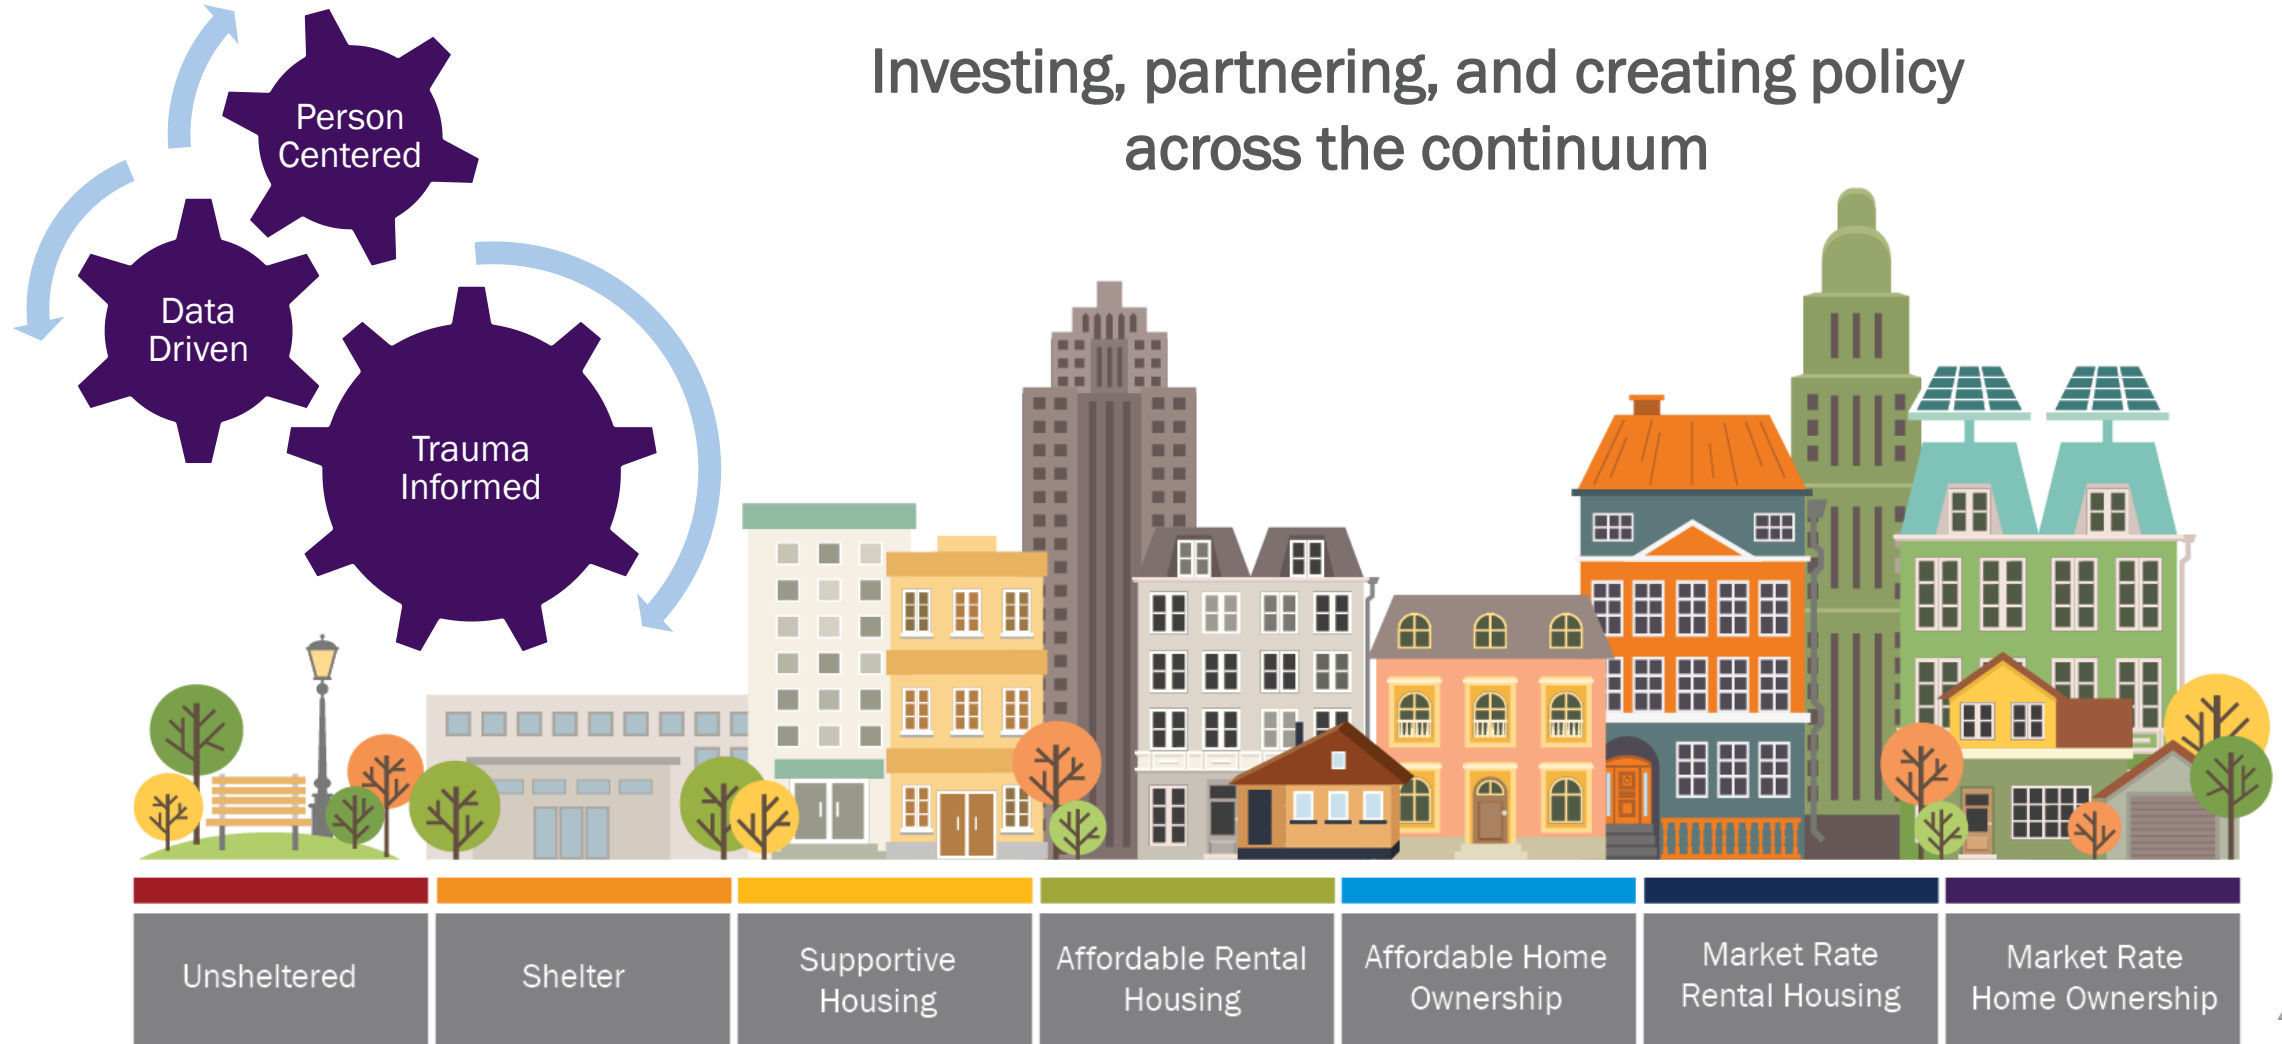 Investing, partnering, and creating policy
across the continuum
Person
Centered
Data
Driven
Trauma
Informed
Unsheltered
Shelter
Supportive
Housing
Affordable Rental
Housing
Affordable Home
Ownership
Market Rate
Rental Housing
Market Rate
Home Ownership